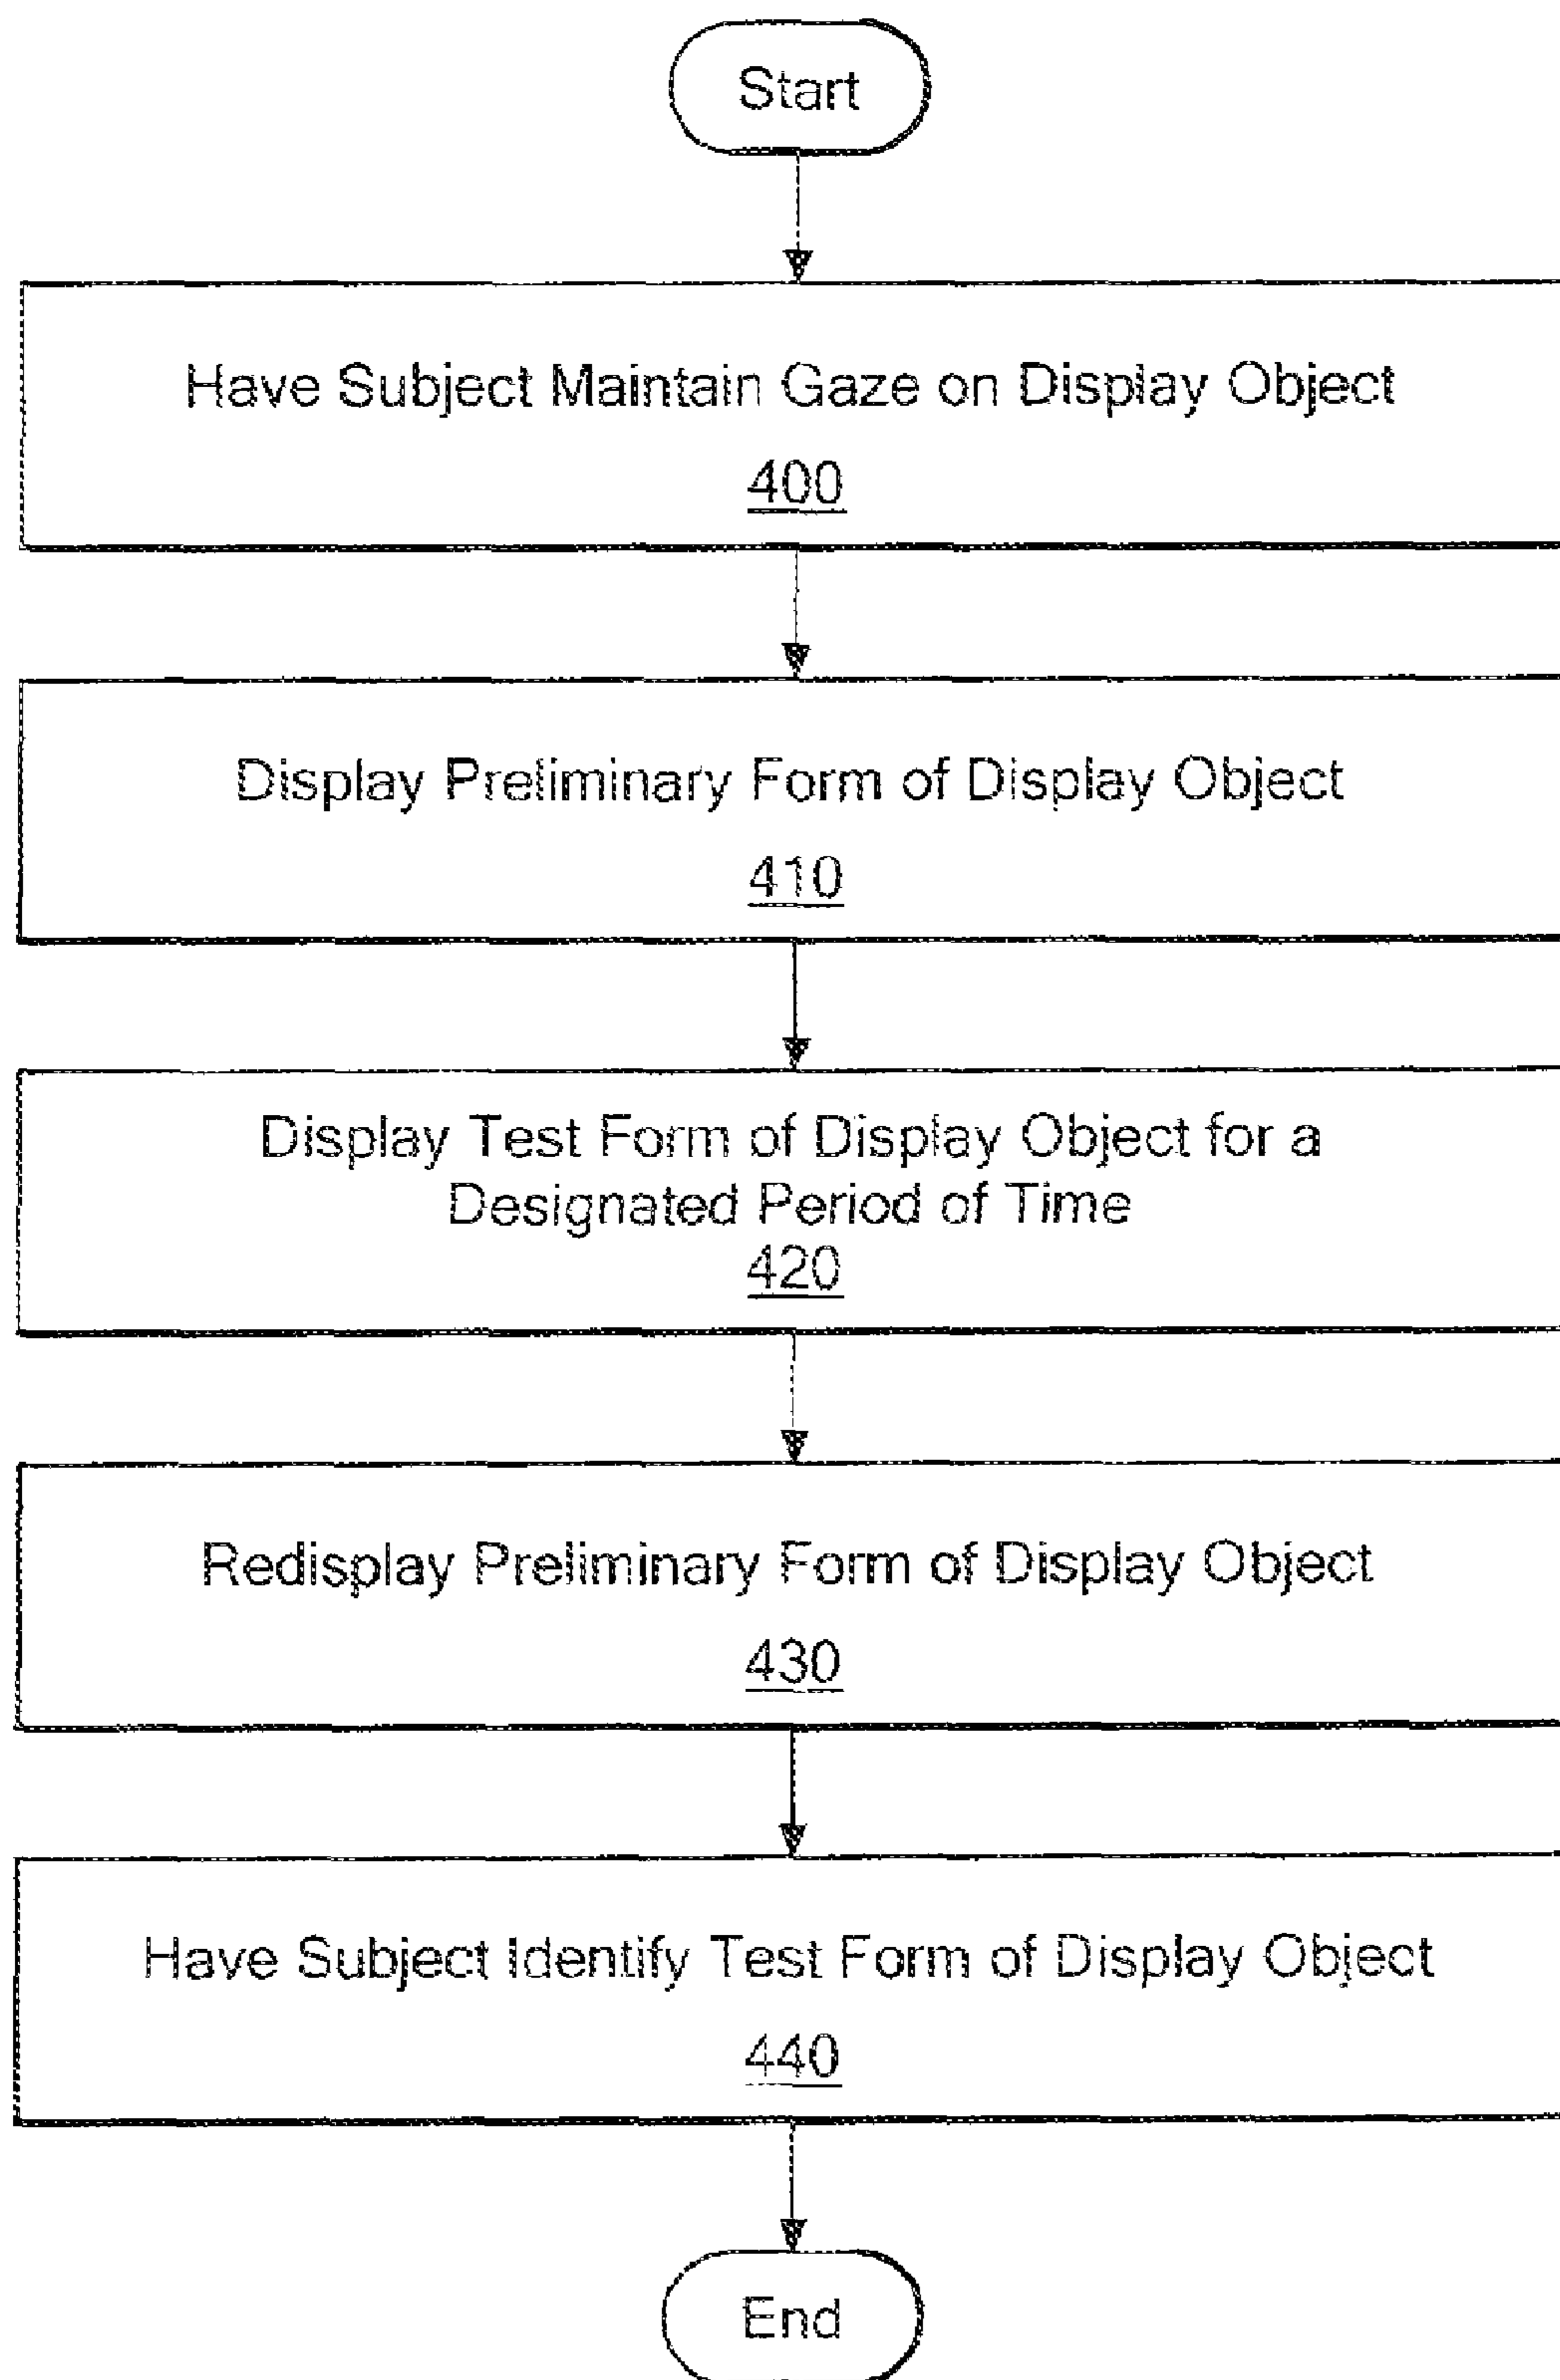 Start
Have Subject Maintain Gaze on Display Object
400
Display Preliminary Form of Display Object
410
Display Test Form of Display Object for a
Designated Period of Time
420
Redisplay Preliminary Form of Display Object
430
Have Subject Identify Test Form of Display Object
440
End